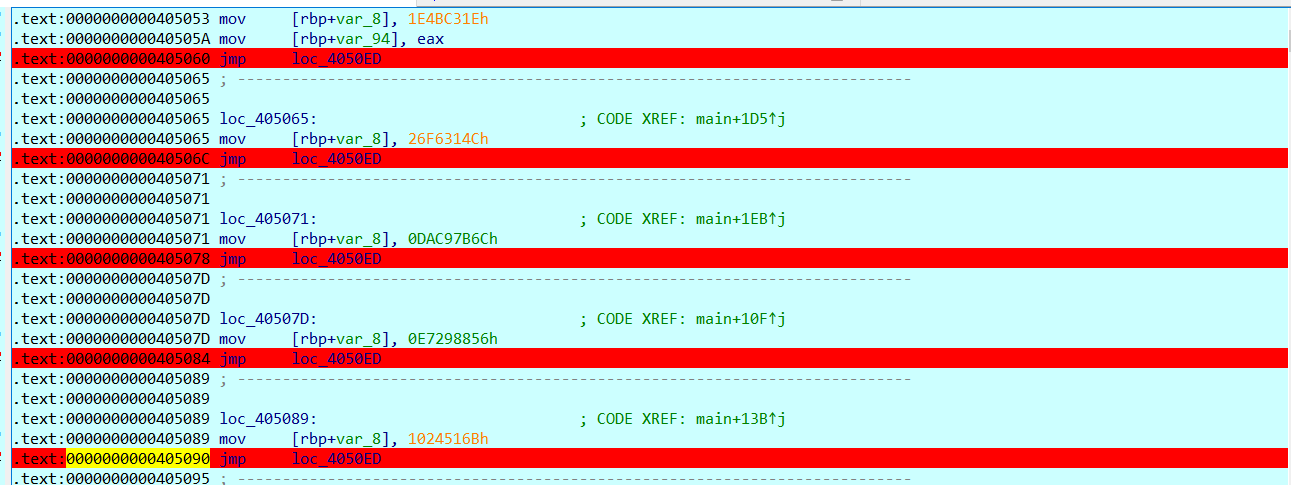 .text:0000000000405053 mov     [rbp+var_8], 1E4BC31Eh
.text:000000000040505A mov     [rbp+var_94], eax
.text:0000000000405060 jmp     loc_4050ED
.text:0000000000405065 ; ---------------------------------------------------------------------------
.text:0000000000405065
.text:0000000000405065 loc_405065:                             ; CODE XREF: main+1D5↑j
.text:0000000000405065 mov     [rbp+var_8], 26F6314Ch
.text:000000000040506C jmp     loc_4050ED
.text:0000000000405071 ; ---------------------------------------------------------------------------
.text:0000000000405071
.text:0000000000405071 loc_405071:                             ; CODE XREF: main+1EB↑j
.text:0000000000405071 mov     [rbp+var_8], 0DAC97B6Ch
.text:0000000000405078 jmp     loc_4050ED
.text:000000000040507D ; ---------------------------------------------------------------------------
.text:000000000040507D
.text:000000000040507D loc_40507D:                             ; CODE XREF: main+10F↑j
.text:000000000040507D mov     [rbp+var_8], 0E7298856h
.text:0000000000405084 jmp     loc_4050ED
.text:0000000000405089 ; ---------------------------------------------------------------------------
.text:0000000000405089
.text:0000000000405089 loc_405089:                             ; CODE XREF: main+13B↑j
.text:0000000000405089 mov     [rbp+var_8], 1024516Bh
.text:0000000000405090 jmp     loc_4050ED
.text:0000000000405095 ; ---------------------------------------------------------------------------